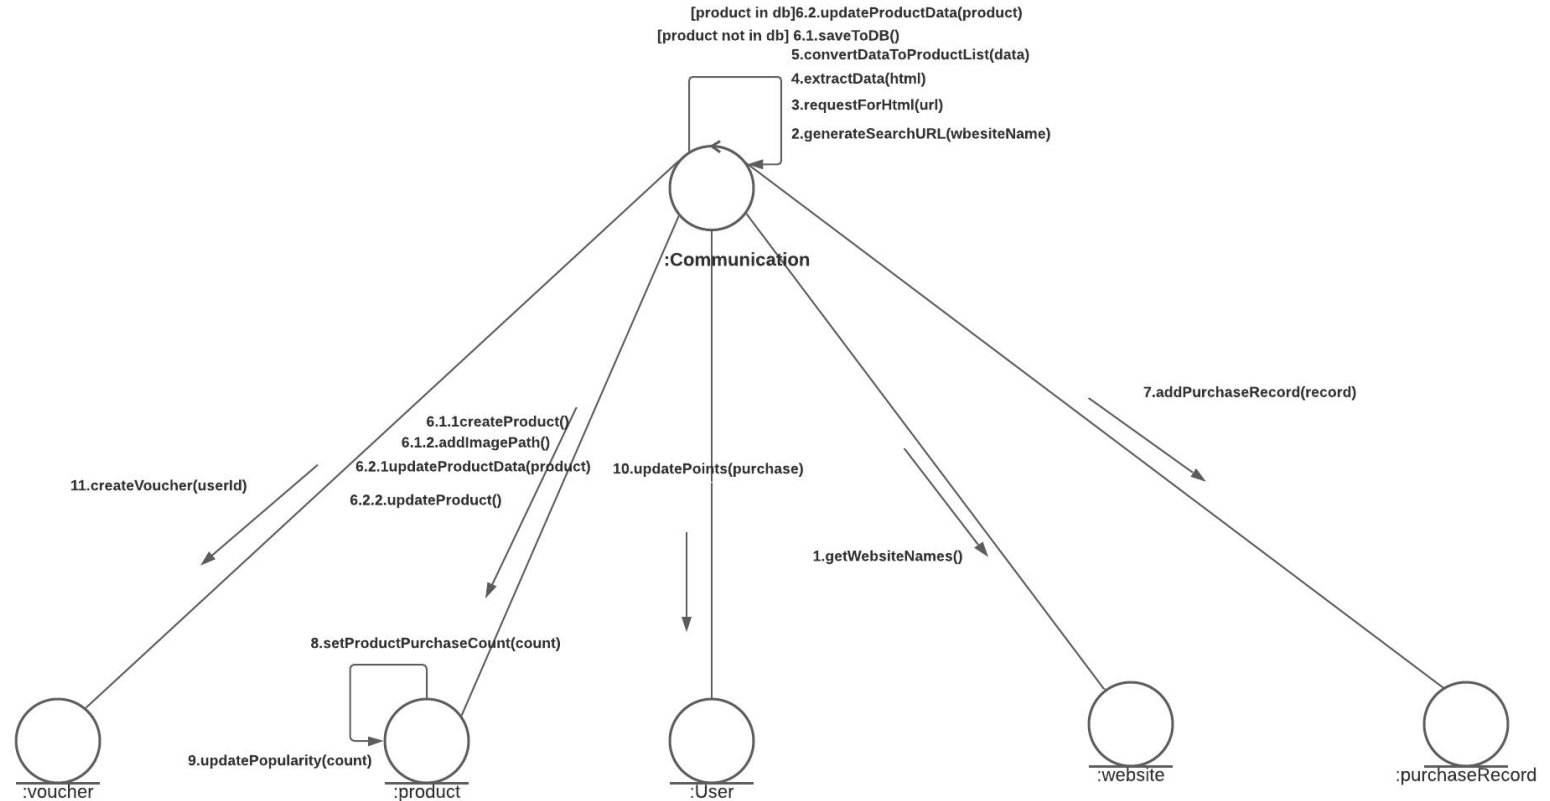 [product in db]6.2.updateProductData(product)
[product not in db] 6.1.saveToDB()
5.convertDataToProductList(data)
4.extractData(html)
3.requestForHtml(url)
2.generateSearchURL(wbesiteName)
:Communication
7.addPurchaseRecord(record)
6.1.1createProduct()
6.1.2.addImagePath()
6.2.1updateProductData(product)
10.updatePoints(purchase)
11.createVoucher(userId)
6.2.2.updateProduct()
1.getWebsiteNames()
8.setProductPurchaseCount(count)
9.updatePopularity(count)
:voucher
:product
:User
:website
:purchaseRecord